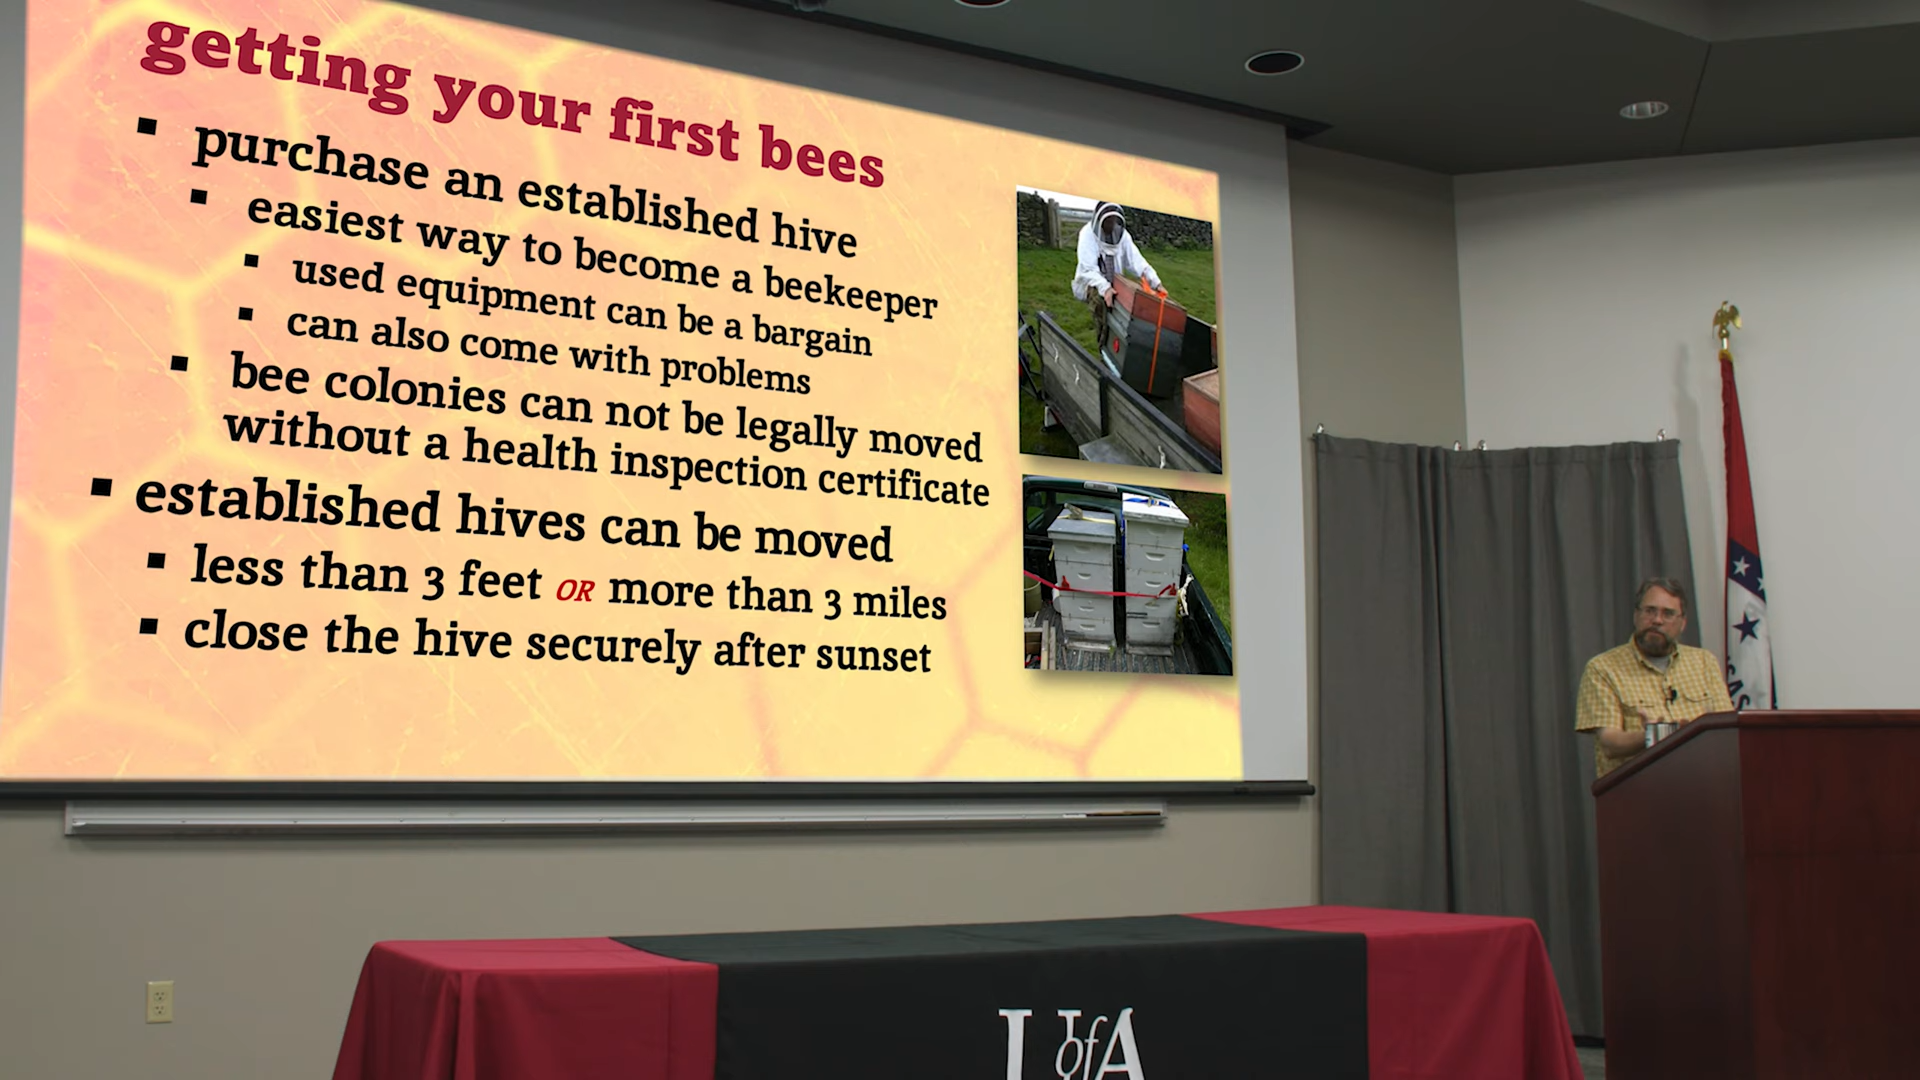 getting your first bees
▪ purchase an established hive
▪ easiest way to become a beekeeper
▪ used equipment can be a bargain
▪ can also come with problems
▪ bee colonies can not be legally moved
without a health inspection certificate
▪ established hives can be moved
▪ less than 3 feet OR more than 3 miles
▪ close the hive securely after sunset
SAS
U of A